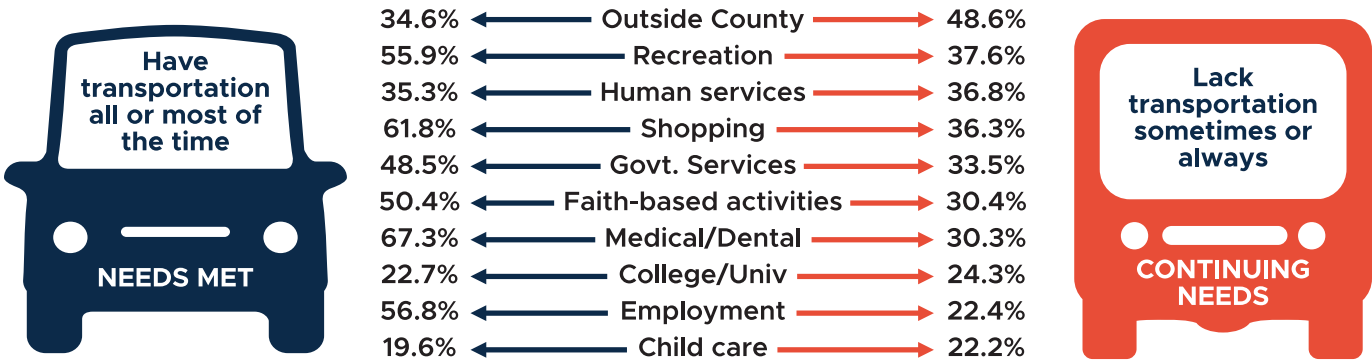 Have
transportation
all or most of
the time
NEEDS MET
34.6% Outside County 48.6%
55.9% Recreation 37.6%
35.3% Human services 36.8%
61.8% Shopping 36.3%
48.5% Govt. Services 33.5%
50.4% Faith-based activities 30.4%
67.3% Medical/Dental 30.3%
22.7% College/Univ 24.3%
56.8% Employment 22.4%
19.6% Child care 22.2%
Lack
transportation
sometimes or
always
CONTINUING
NEEDS